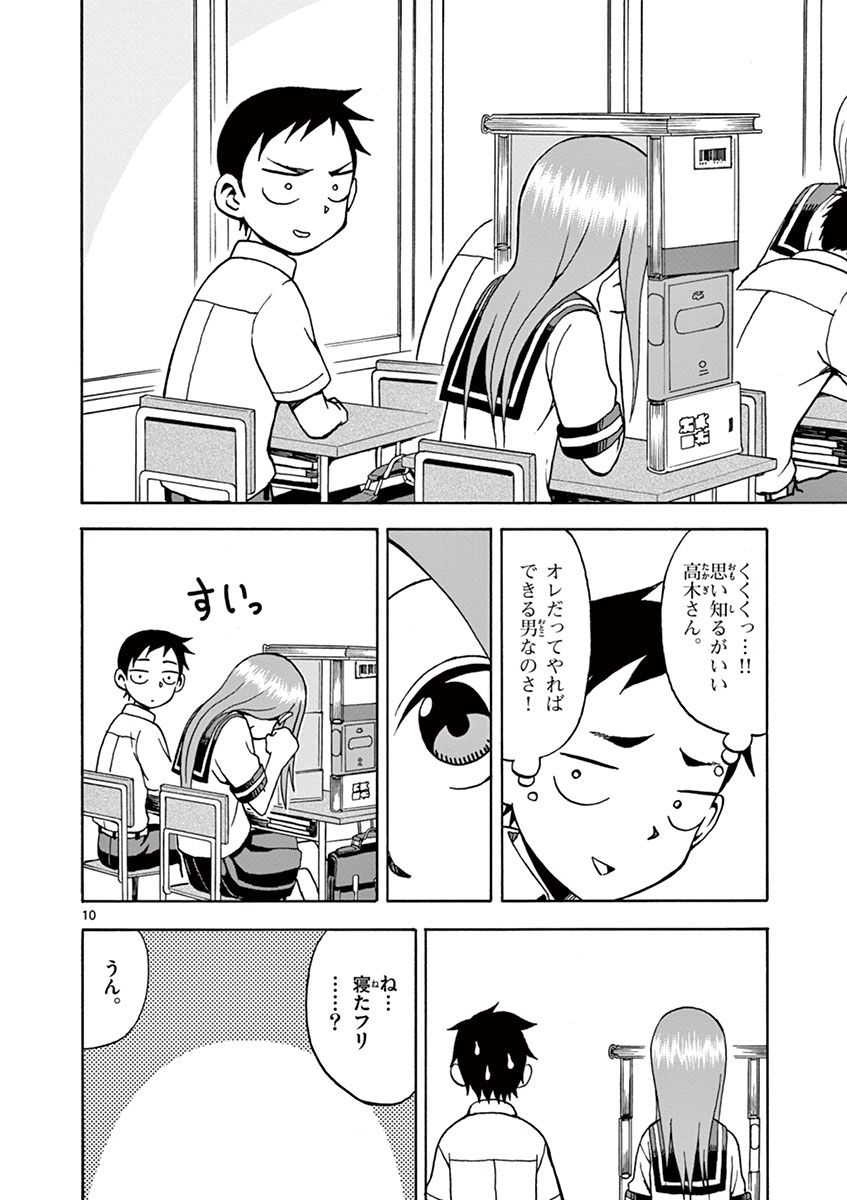 くくくっ…!!
思い知るがいい
高木さん。
オレだってやれば
できる男なのさ！
すいっ
10
ね…
寝たフリ
……？
うん。